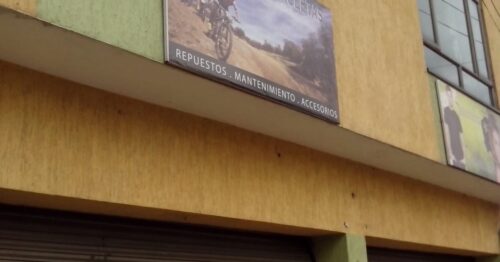 REPUESTOS . MANTENIMIENTO . ACCESORIOS